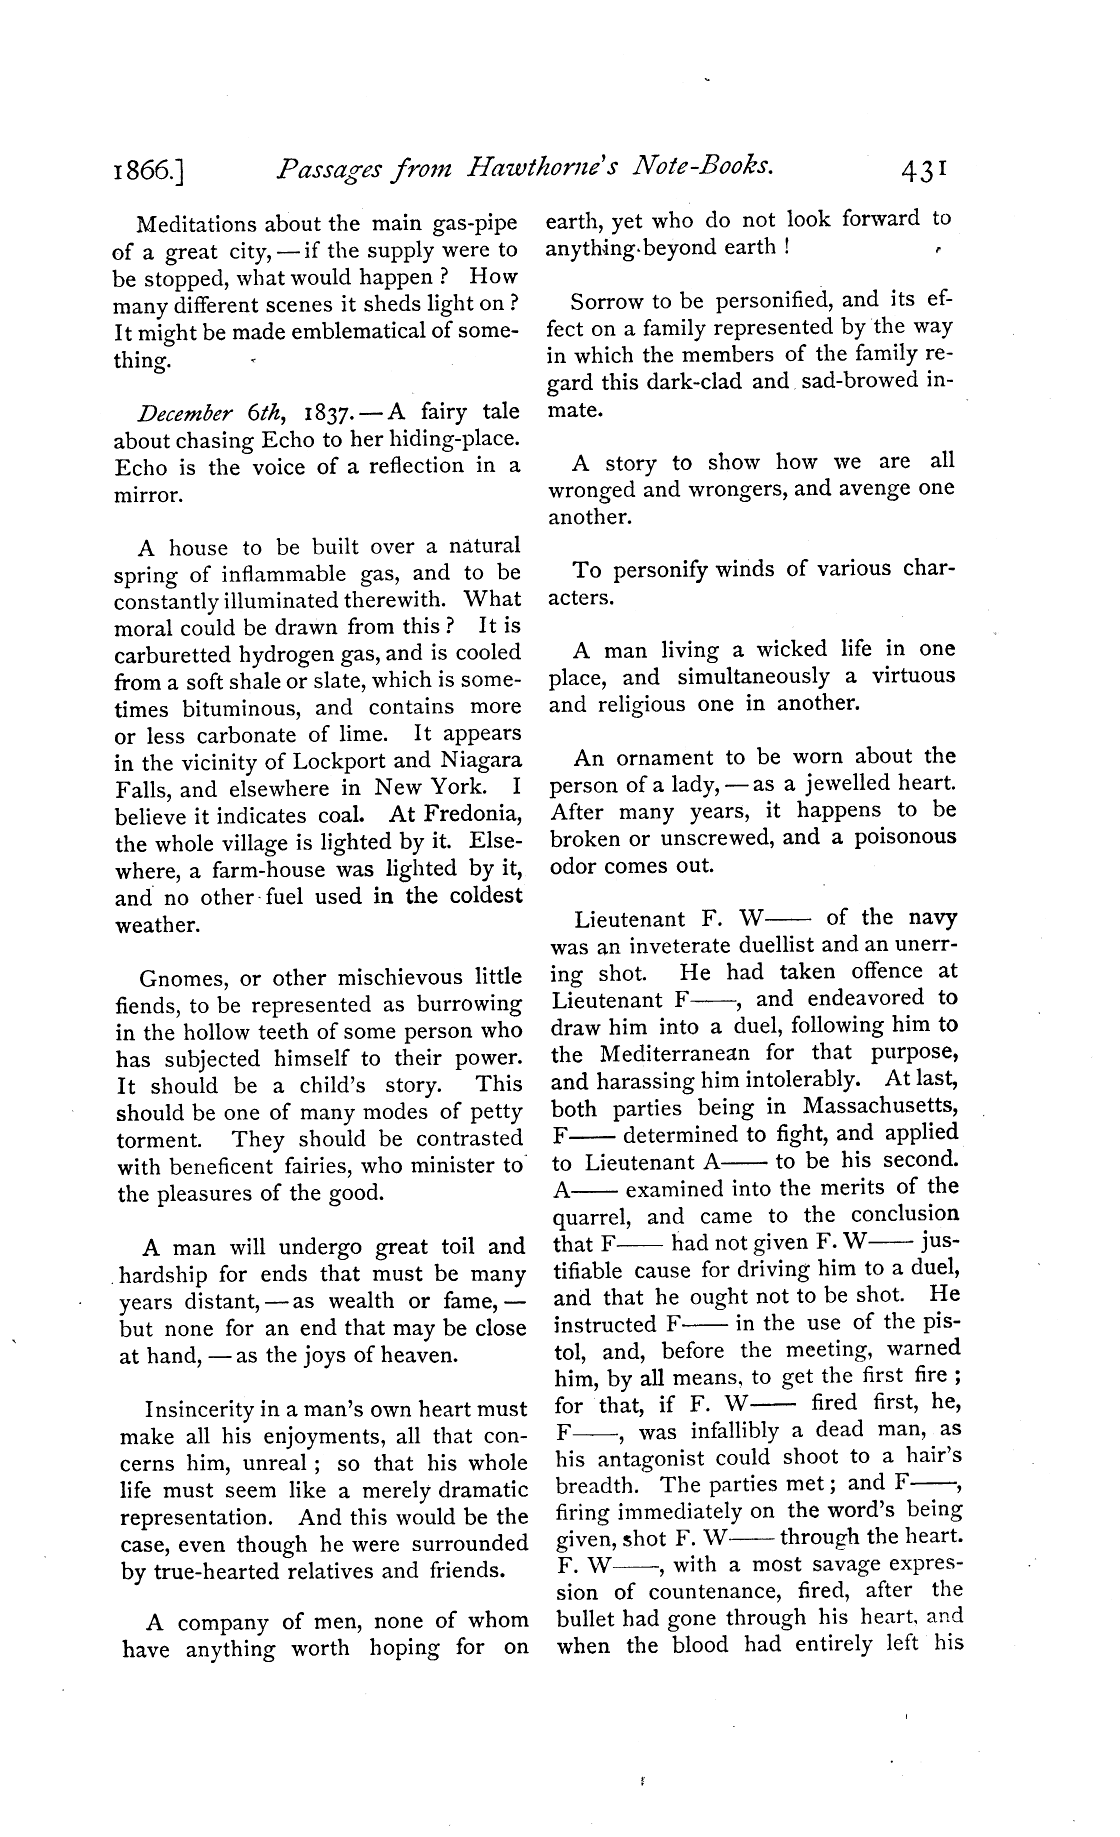 1866.] Passages from Hawthorne's Note-Books. 431
Meditations about the main gas-pipe
of a great city, — if the supply were to
be stopped, what would happen ? How
many different scenes it sheds light on ?
It might be made emblematical of some-
thing.
December 6th, 1837. — A fairy tale
about chasing Echo to her hiding-place.
Echo is the voice of a reflection in a
mirror.
A house to be built over a natural
spring of inflammable gas, and to be
constantly illuminated therewith. What
moral could be drawn from this ? It is
carburetted hydrogen gas, and is cooled
from a soft shale or slate, which is some-
times bituminous, and contains more
or less carbonate of lime. It appears
in the vicinity of Lockport and Niagara
Falls, and elsewhere in New York. I
believe it indicates coal. At Fredonia,
the whole village is lighted by it. Else-
where, a farm-house was lighted by it,
and no other fuel used in the coldest
weather.
Gnomes, or other mischievous little
fiends, to be represented as burrowing
in the hollow teeth of some person who
has subjected himself to their power.
It should be a child's story. This
should be one of many modes of petty
torment. They should be contrasted
with beneficent fairies, who minister to
the pleasures of the good.
A man will undergo great toil and
hardship for ends that must be many
years distant, — as wealth or fame, —
but none for an end that may be close
at hand, — as the joys of heaven.
Insincerity in a man's own heart must
make all his enjoyments, all that con-
cerns him, unreal ; so that his whole
life must seem like a merely dramatic
representation. And this would be the
case, even though he were surrounded
by true-hearted relatives and friends.
A company of men, none of whom
have anything worth hoping for on
earth, yet who do not look forward to
anything beyond earth !
Sorrow to be personified, and its ef-
fect on a family represented by the way
in which the members of the family re-
gard this dark-clad and sad-browed in-
mate.
A story to show how we are all
wronged and wrongers, and avenge one
another.
To personify winds of various char-
acters.
A man living a wicked life in one
place, and simultaneously a virtuous
and religious one in another.
An ornament to be worn about the
person of a lady, — as a jewelled heart.
After many years, it happens to be
broken or unscrewed, and a poisonous
odor comes out.
Lieutenant F. W—— of the navy
was an inveterate duellist and an unerr-
ing shot. He had taken offence at
Lieutenant F——, and endeavored to
draw him into a duel, following him to
the Mediterranean for that purpose,
and harassing him intolerably. At last,
both parties being in Massachusetts,
F—— determined to fight, and applied
to Lieutenant A—— to be his second.
A—— examined into the merits of the
quarrel, and came to the conclusion
that F—— had not given F. W—— jus-
tifiable cause for driving him to a duel,
and that he ought not to be shot. He
instructed F—— in the use of the pis-
tol, and, before the meeting, warned
him, by all means, to get the first fire ;
for that, if F. W—— fired first, he,
F——, was infallibly a dead man, as
his antagonist could shoot to a hair's
breadth. The parties met ; and F——,
firing immediately on the word's being
given, shot F. W—— through the heart.
F. W——, with a most savage expres-
sion of countenance, fired, after the
bullet had gone through his heart, and
when the blood had entirely left his